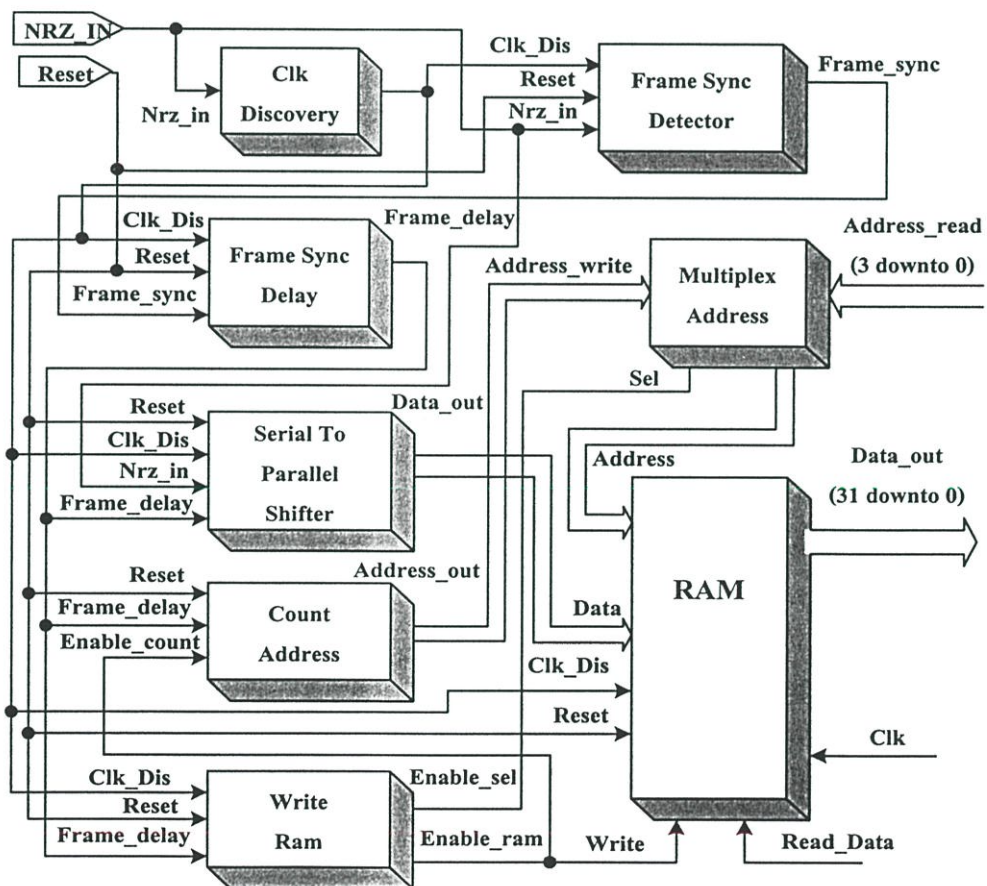 NRZ_IN
Reset
Clk
Discovery
Nrz_in
Clk_Dis
Reset
Nrz_in
Frame Sync
Detector
Frame_sync
Clk_Dis
Reset
Frame_sync
Frame Sync
Delay
Frame_delay
Address_write
Multiplex
Address
Address_read
(3 downto 0)
Sel
Reset
Clk_Dis
Nrz_in
Frame_delay
Serial To
Parallel
Shifter
Data_out
Address
Data_out
(31 downto 0)
RAM
Reset
Frame_delay
Enable_count
Count
Address
Address_out
Data
Clk_Dis
Reset
Clk
Clk_Dis
Reset
Frame_delay
Write
Ram
Enable_sel
Enable_ram
Write
Read_Data